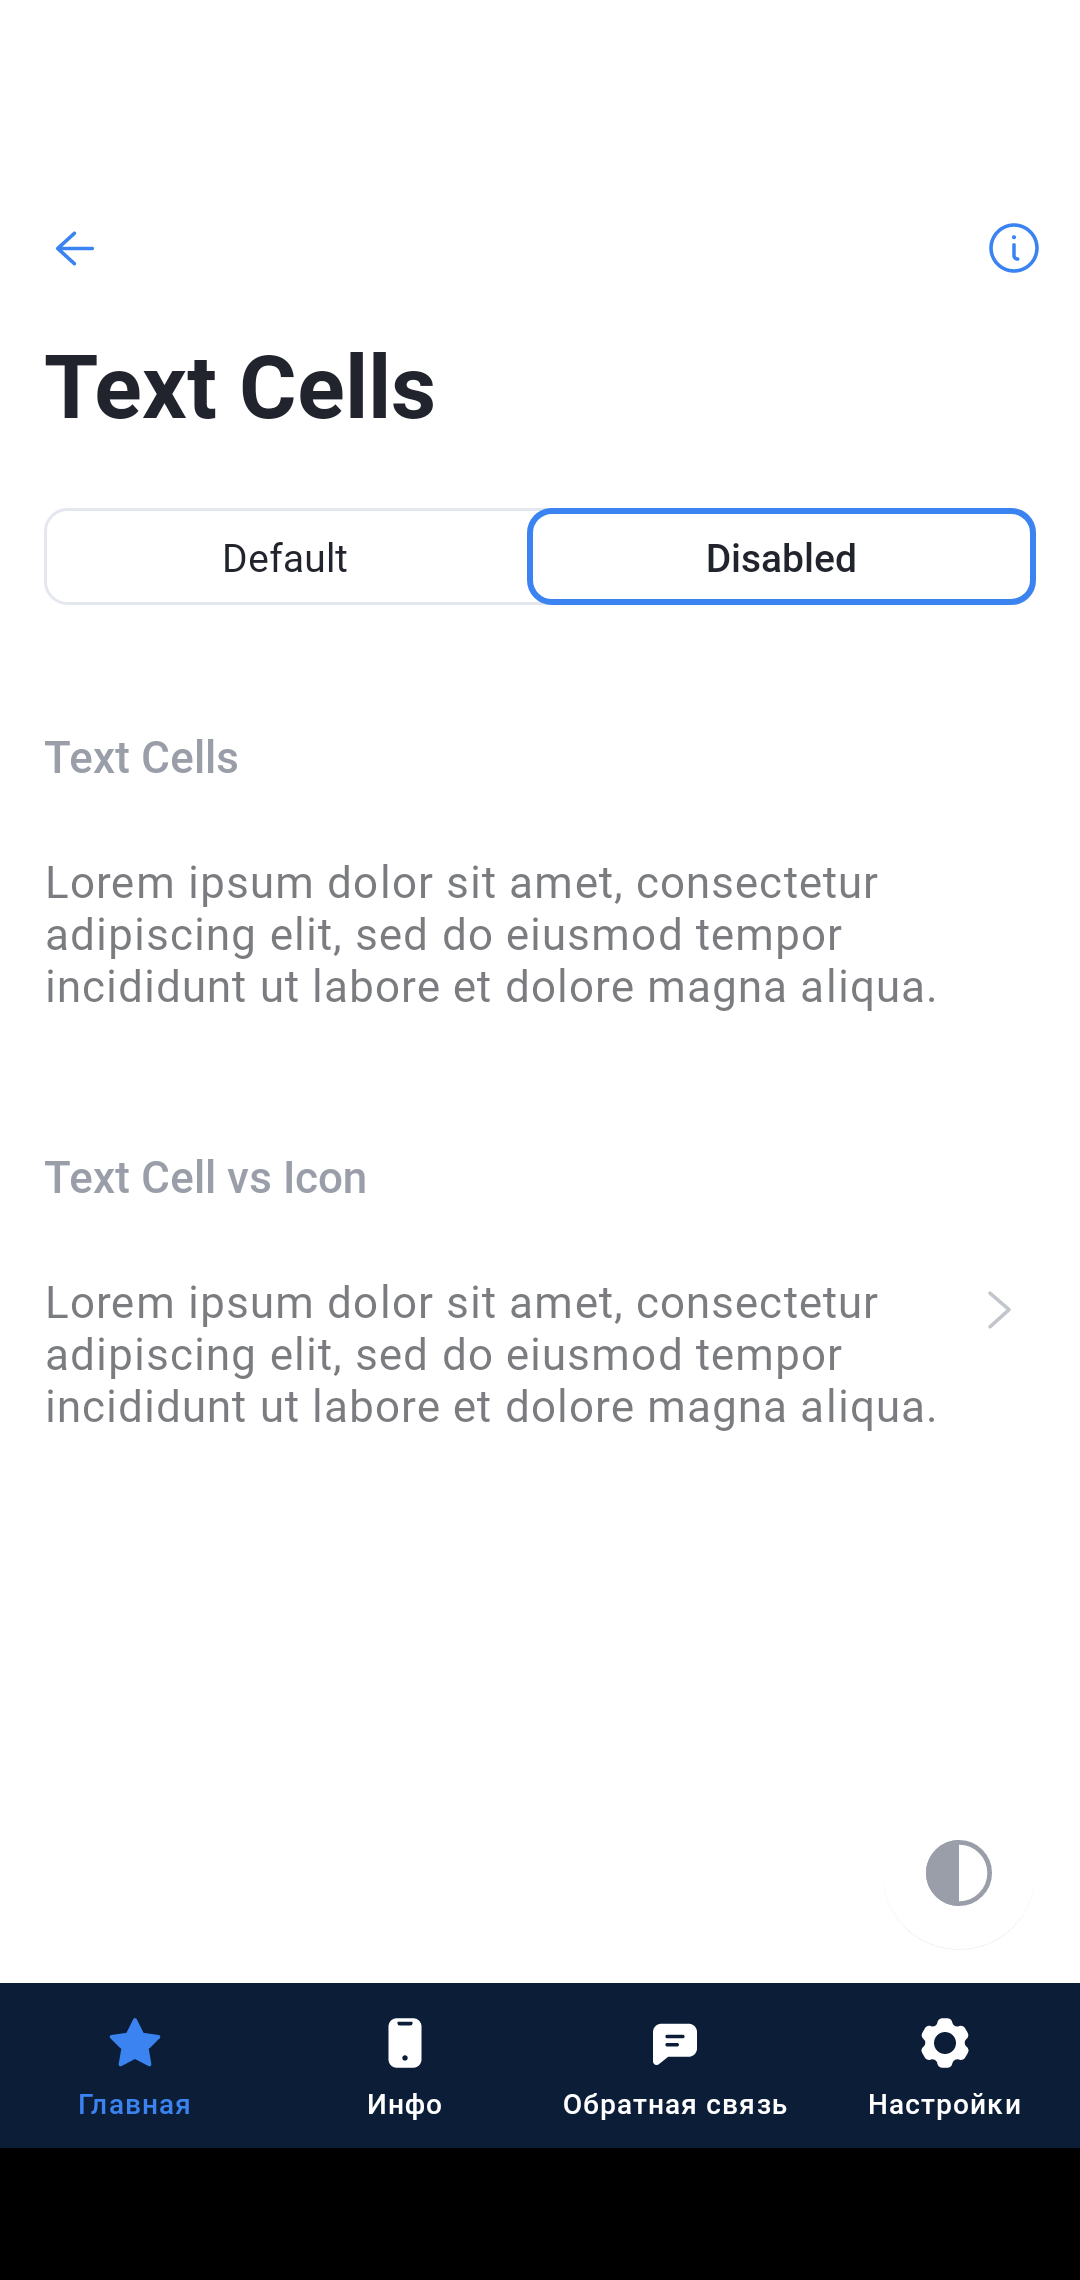 Text Cells
Default
Disabled
Text Cells
Lorem ipsum dolor sit amet, consectetur
adipiscing elit, sed do eiusmod tempor
incididunt ut labore et dolore magna aliqua.
Text Cell vs Icon
Lorem ipsum dolor sit amet, consectetur
adipiscing elit, sed do eiusmod tempor
incididunt ut labore et dolore magna aliqua.
Главная
Инфо
Обратная связь
Настройки